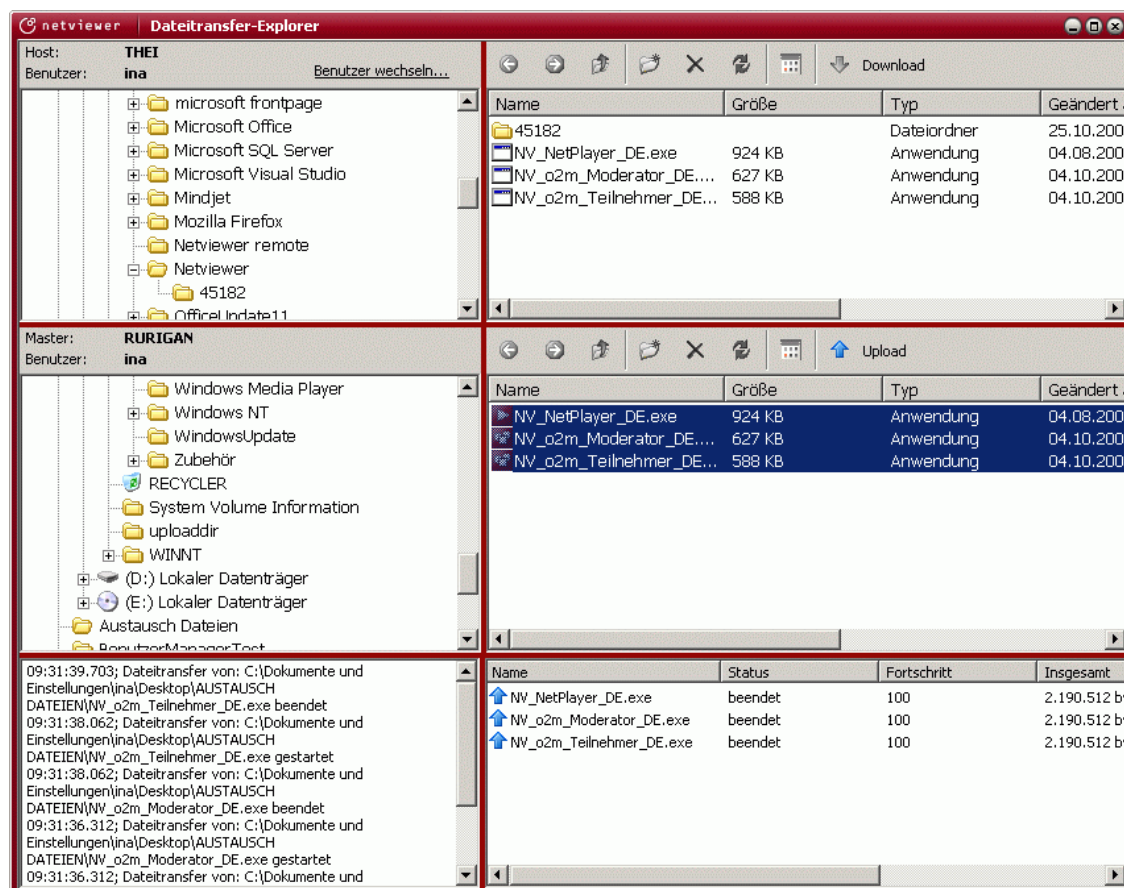 netviewer Dateitransfer-Explorer
Host: THEI
Benutzer: ina Benutzer wechseln...
microsoft frontpage
Microsoft Office
Microsoft SQL Server
Microsoft Visual Studio
Mindjet
Mozilla Firefox
Netviewer remote
Netviewer
45182
OfficeUpdate11
Download
Name Größe Typ Geändert
45182 Dateiordner 25.10.200
NV_NetPlayer_DE.exe 924 KB Anwendung 04.08.200
NV_o2m_Moderator_DE.... 627 KB Anwendung 04.10.200
NV_o2m_Teilnehmer_DE... 588 KB Anwendung 04.10.200
Master: RURIGAN
Benutzer: ina
Windows Media Player
Windows NT
WindowsUpdate
Zubehör
RECYCLER
System Volume Information
uploaddir
WINNT
(D:) Lokaler Datenträger
(E:) Lokaler Datenträger
Austausch Dateien
BenutzerManagerTest
Upload
Name Größe Typ Geändert
NV_NetPlayer_DE.exe 924 KB Anwendung 04.08.200
NV_o2m_Moderator_DE.... 627 KB Anwendung 04.10.200
NV_o2m_Teilnehmer_DE... 588 KB Anwendung 04.10.200
09:31:39.703; Dateitransfer von: C:\Dokumente und
Einstellungen\ina\Desktop\AUSTAUSCH
DATEIEN\NV_o2m_Teilnehmer_DE.exe beendet
09:31:38.062; Dateitransfer von: C:\Dokumente und
Einstellungen\ina\Desktop\AUSTAUSCH
DATEIEN\NV_o2m_Teilnehmer_DE.exe gestartet
09:31:38.062; Dateitransfer von: C:\Dokumente und
Einstellungen\ina\Desktop\AUSTAUSCH
DATEIEN\NV_o2m_Moderator_DE.exe beendet
09:31:36.312; Dateitransfer von: C:\Dokumente und
Einstellungen\ina\Desktop\AUSTAUSCH
DATEIEN\NV_o2m_Moderator_DE.exe gestartet
09:31:36.312; Dateitransfer von: C:\Dokumente und
Name Status Fortschritt Insgesamt
NV_NetPlayer_DE.exe beendet 100 2.190.512 b
NV_o2m_Moderator_DE.exe beendet 100 2.190.512 b
NV_o2m_Teilnehmer_DE.exe beendet 100 2.190.512 b